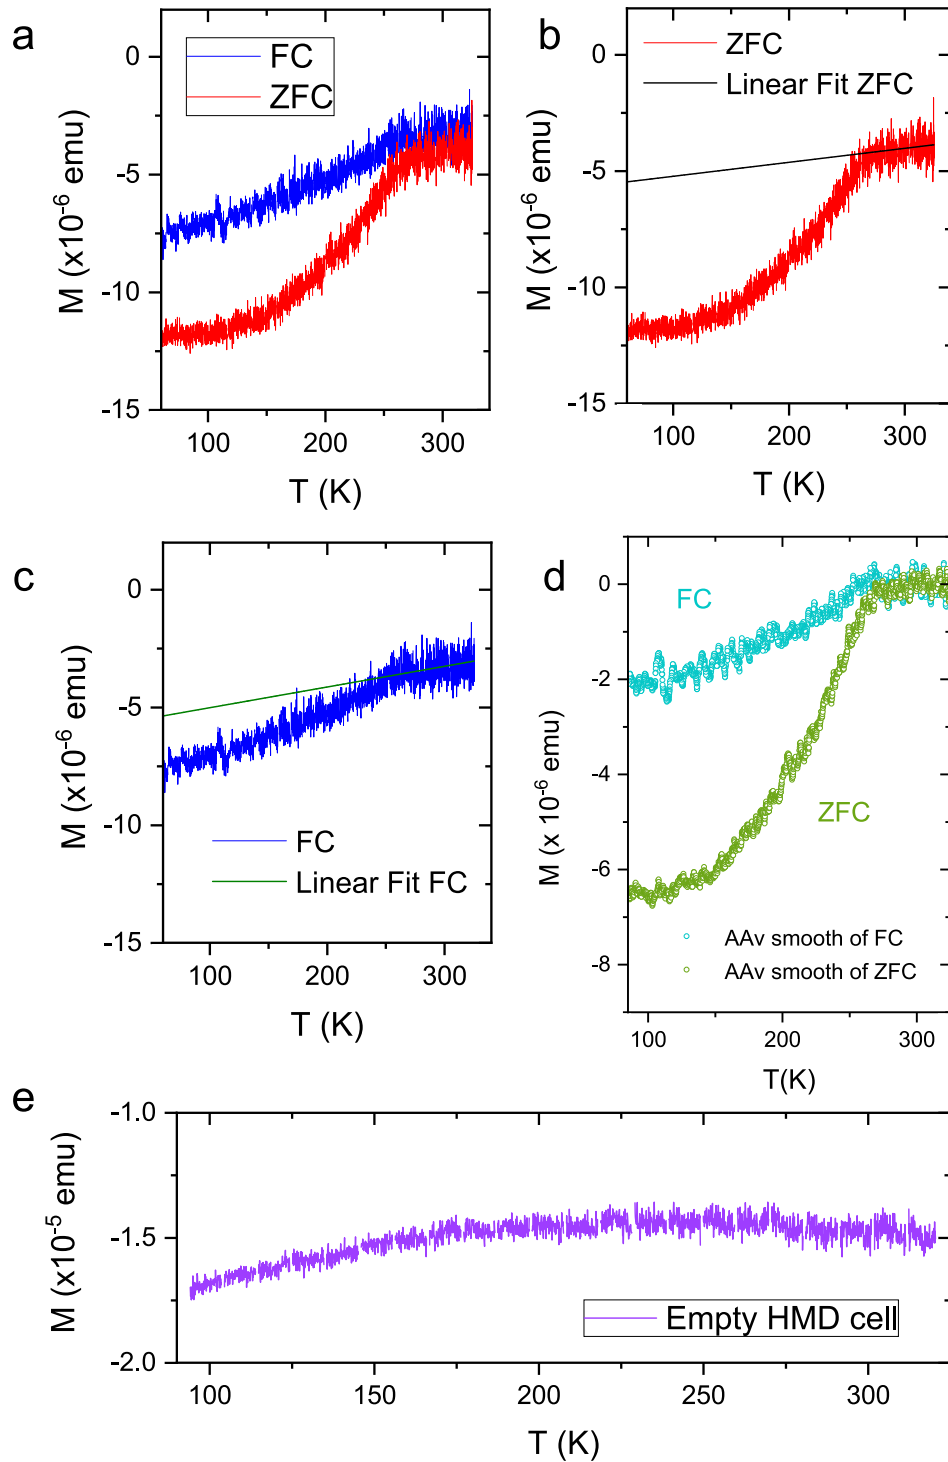 a
FC
ZFC
0
-5
-10
-15
M (x10⁻⁶ emu)
100
200
300
T (K)
b
ZFC
Linear Fit ZFC
0
-5
-10
-15
M (x10⁻⁶ emu)
100
200
300
T (K)
c
0
-5
-10
-15
M (x10⁻⁶ emu)
FC
Linear Fit FC
100
200
300
T (K)
d
0
-2
-4
-6
-8
M (x 10⁻⁶ emu)
FC
ZFC
AAv smooth of FC
AAv smooth of ZFC
100
200
300
T(K)
e
-1.0
-1.5
-2.0
M (x10⁻⁵ emu)
Empty HMD cell
100
150
200
250
300
T (K)